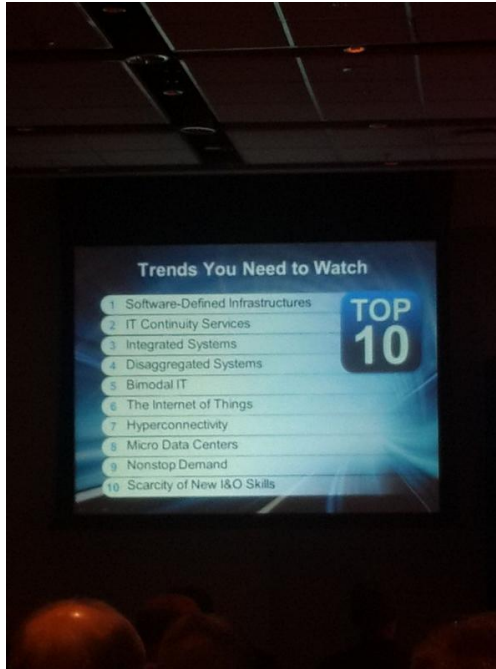 Trends You Need to Watch
TOP
10
1 Software-Defined Infrastructures
2 IT Continuity Services
3 Integrated Systems
4 Disaggregated Systems
5 Bimodal IT
6 The Internet of Things
7 Hyperconnectivity
8 Micro Data Centers
9 Nonstop Demand
10 Scarcity of New I&O Skills